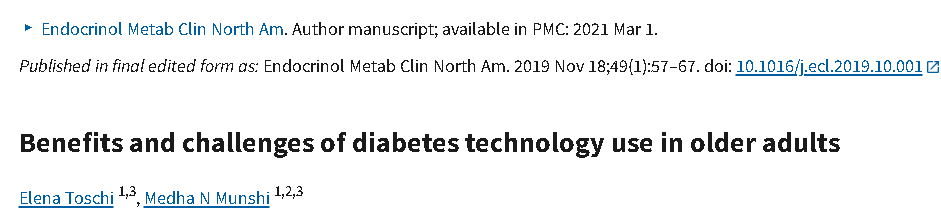 ▸ Endocrinol Metab Clin North Am. Author manuscript; available in PMC: 2021 Mar 1.
Published in final edited form as: Endocrinol Metab Clin North Am. 2019 Nov 18;49(1):57–67. doi: 10.1016/j.ecl.2019.10.001
Benefits and challenges of diabetes technology use in older adults
Elena Toschi 1,3, Medha N Munshi 1,2,3